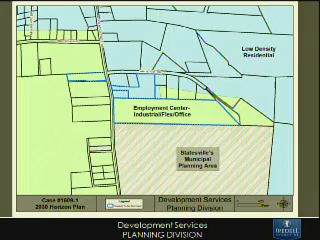 Low Density
Residential
Employment Center-
Industrial/Flex/Office
Statesville's
Municipal
Planning Area
Case #1609-1
2030 Horizon Plan
Legend
Development Services
Planning Division
Development Services
PLANNING DIVISION
IREDELL